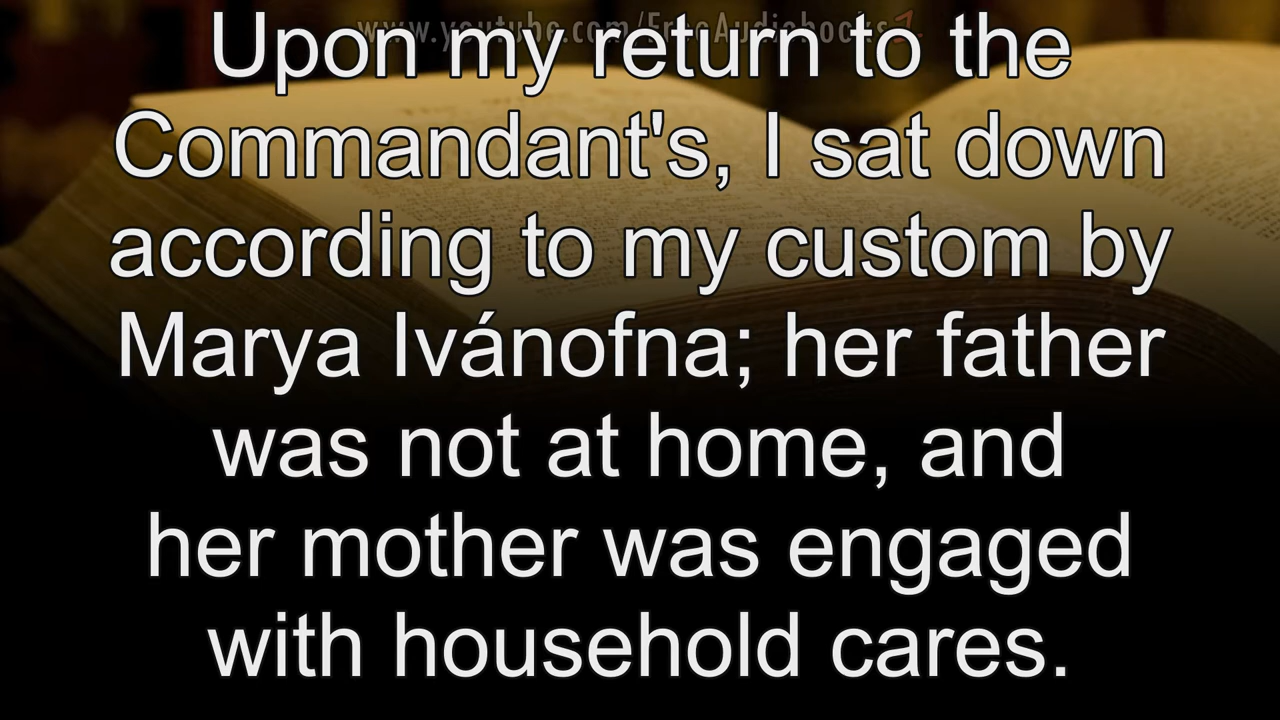 www.youtube.com/FreeAudiobooks
Upon my return to the
Commandant's, I sat down
according to my custom by
Marya Ivánofna; her father
was not at home, and
her mother was engaged
with household cares.